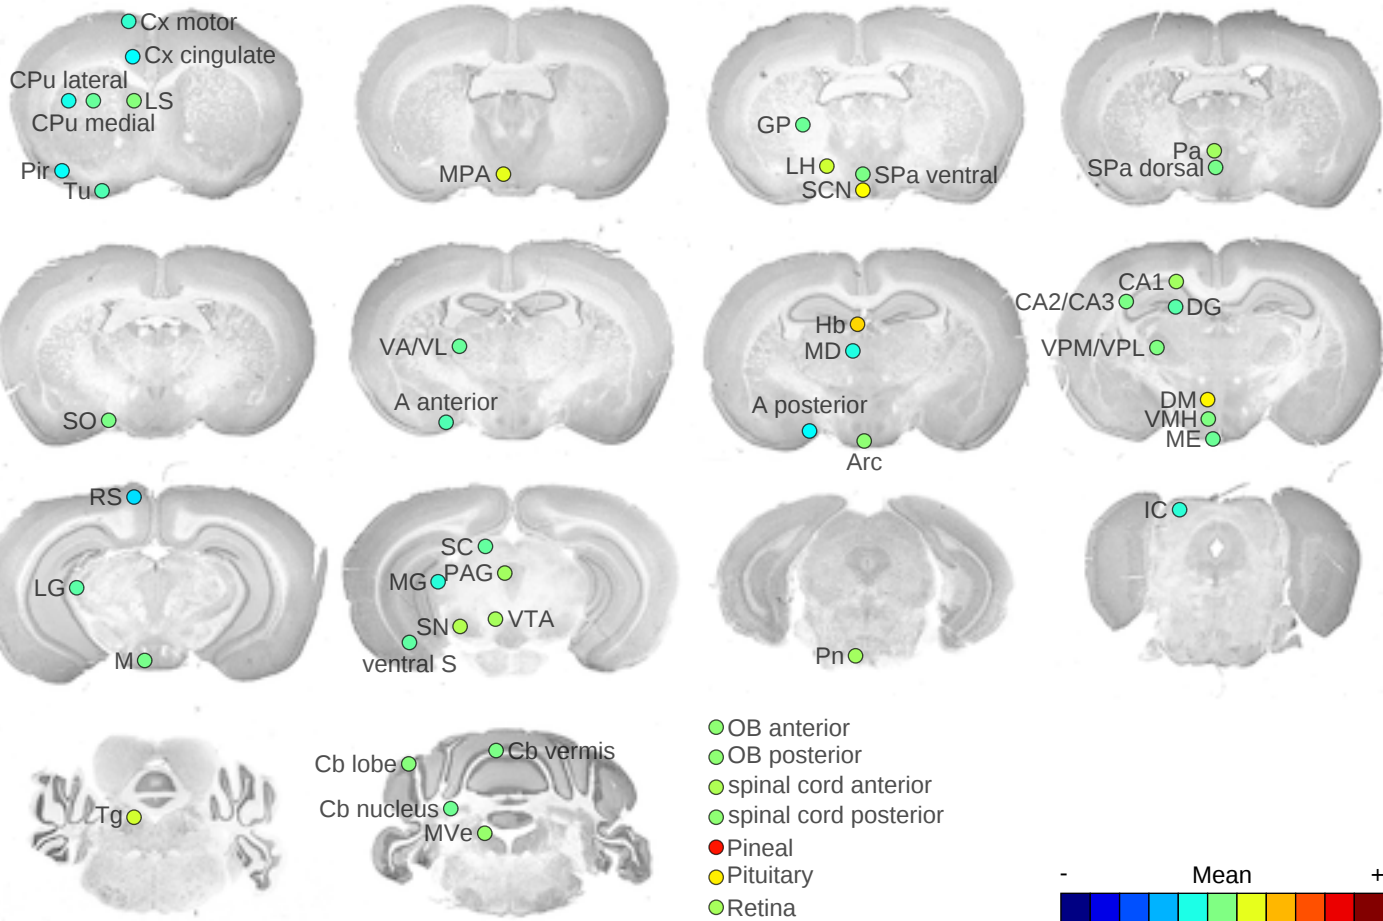 Cx motor
Cx cingulate
CPu lateral
LS
CPu medial
Pir
Tu
MPA
GP
LH
SPa ventral
SCN
Pa
SPa dorsal
SO
VA/VL
A anterior
Hb
MD
A posterior
Arc
CA1
CA2/CA3
DG
VPM/VPL
DM
VMH
ME
RS
LG
M
SC
MG
PAG
SN
VTA
ventral S
Pn
IC
Tg
Cb lobe
Cb vermis
Cb nucleus
MVe
OB anterior
OB posterior
spinal cord anterior
spinal cord posterior
Pineal
Pituitary
Retina
- Mean +